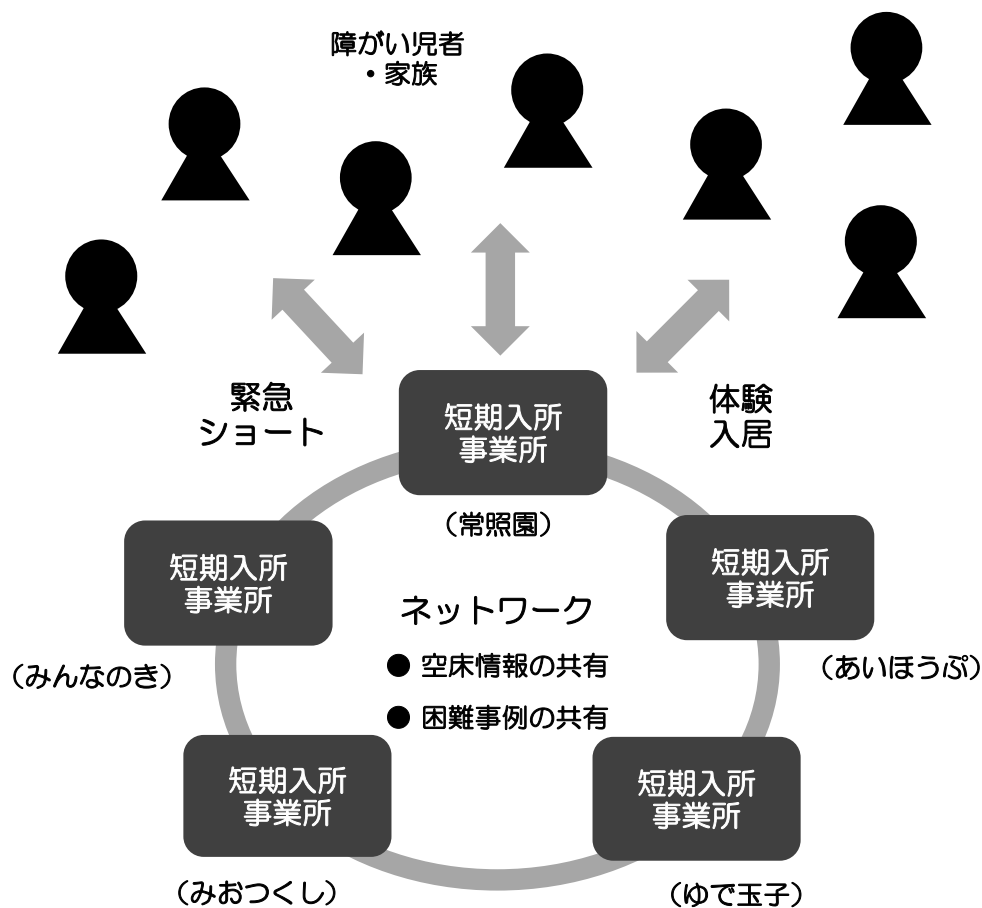 障がい児者
・家族
緊急
ショート
体験
入居
短期入所
事業所
（常照園）
短期入所
事業所
（みんなのき）
短期入所
事業所
（あいほうぷ）
ネットワーク
● 空床情報の共有
● 困難事例の共有
短期入所
事業所
（みおつくし）
短期入所
事業所
（ゆで玉子）